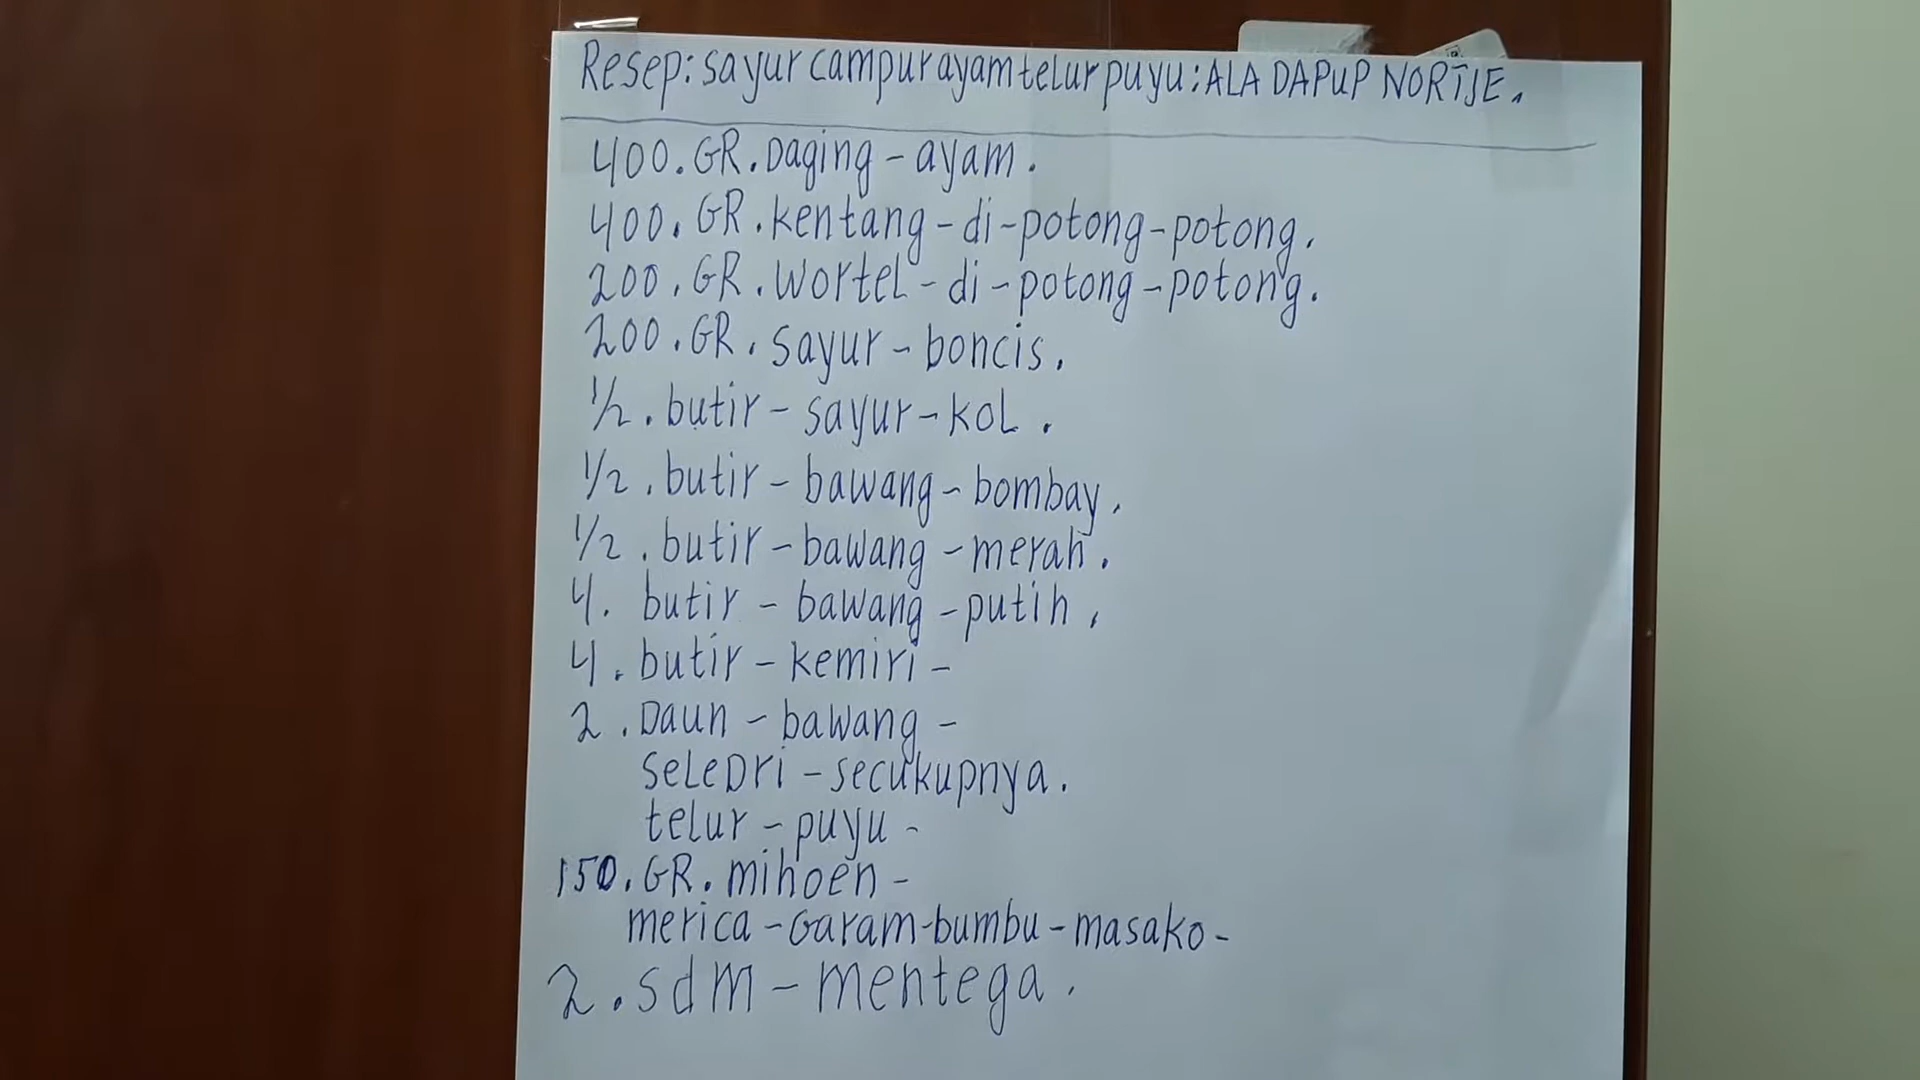 Resep: sayur campur ayam telur puyu: ALA DAPUP NORTJE.
400. GR. Daging - ayam.
400. GR. kentang - di - potong - potong.
200. GR. wortel - di - potong - potong.
200. GR. sayur - boncis.
1/2. butir - sayur - kol.
1/2. butir - bawang - bombay.
1/2. butir - bawang - merah.
4. butir - bawang - putih,
4. butir - kemiri -
2. Daun - bawang -
SeLeDri - secukupnya.
telur - puyu -
150. GR. mihoen -
merica - Garam - bumbu - masako -
2. sdm - mentega.